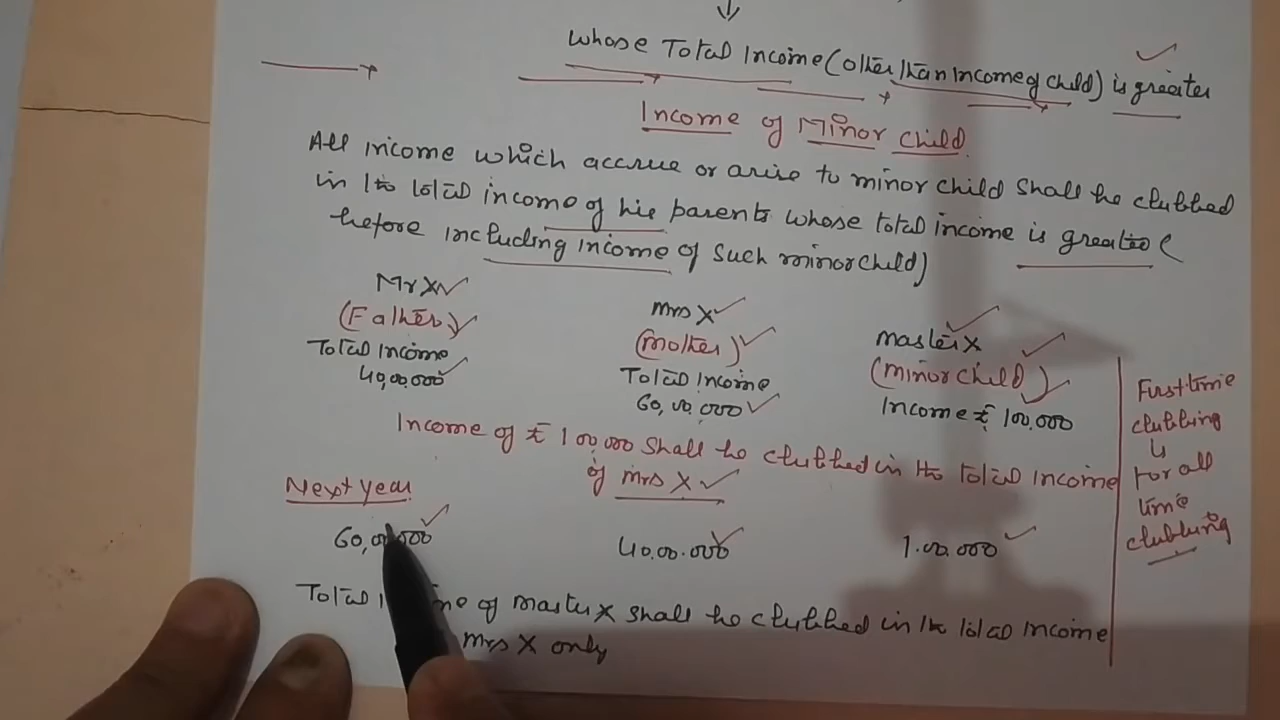 whose Total Income (other than Income of child) is greater
Income of Minor child.
All income which accrue or arise to minor child shall be clubbed
in the total income of his parents whose total income is greater (
before including income of such minor child)
Mr X
(Father)
Total Income
40,00,000
Mrs X
(Mother)
Total Income
60,00,000
master X
(minor child)
Income ₹ 100,000
Income of ₹ 100,000 shall be clubbed in the total income
of mrs X
Next year
60,00,000
40.00.000
1.00.000
Total of master X shall be clubbed in the total income
mrs X only
First time
clubbing
is
for all
time
clubbing